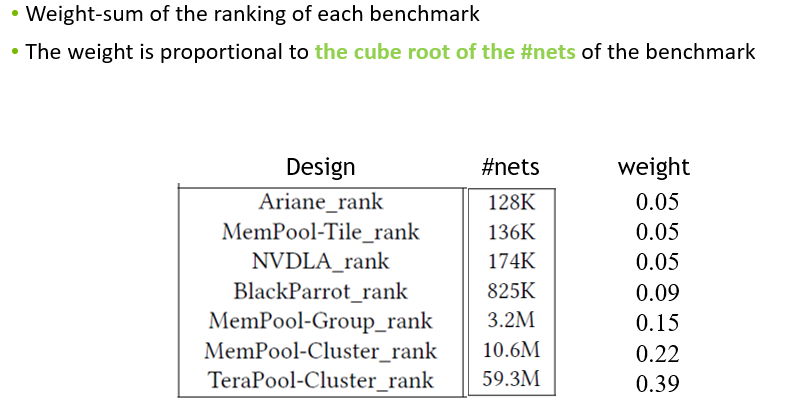 • Weight-sum of the ranking of each benchmark
• The weight is proportional to the cube root of the #nets of the benchmark
Design #nets weight
Ariane_rank 128K 0.05
MemPool-Tile_rank 136K 0.05
NVDLA_rank 174K 0.05
BlackParrot_rank 825K 0.09
MemPool-Group_rank 3.2M 0.15
MemPool-Cluster_rank 10.6M 0.22
TeraPool-Cluster_rank 59.3M 0.39